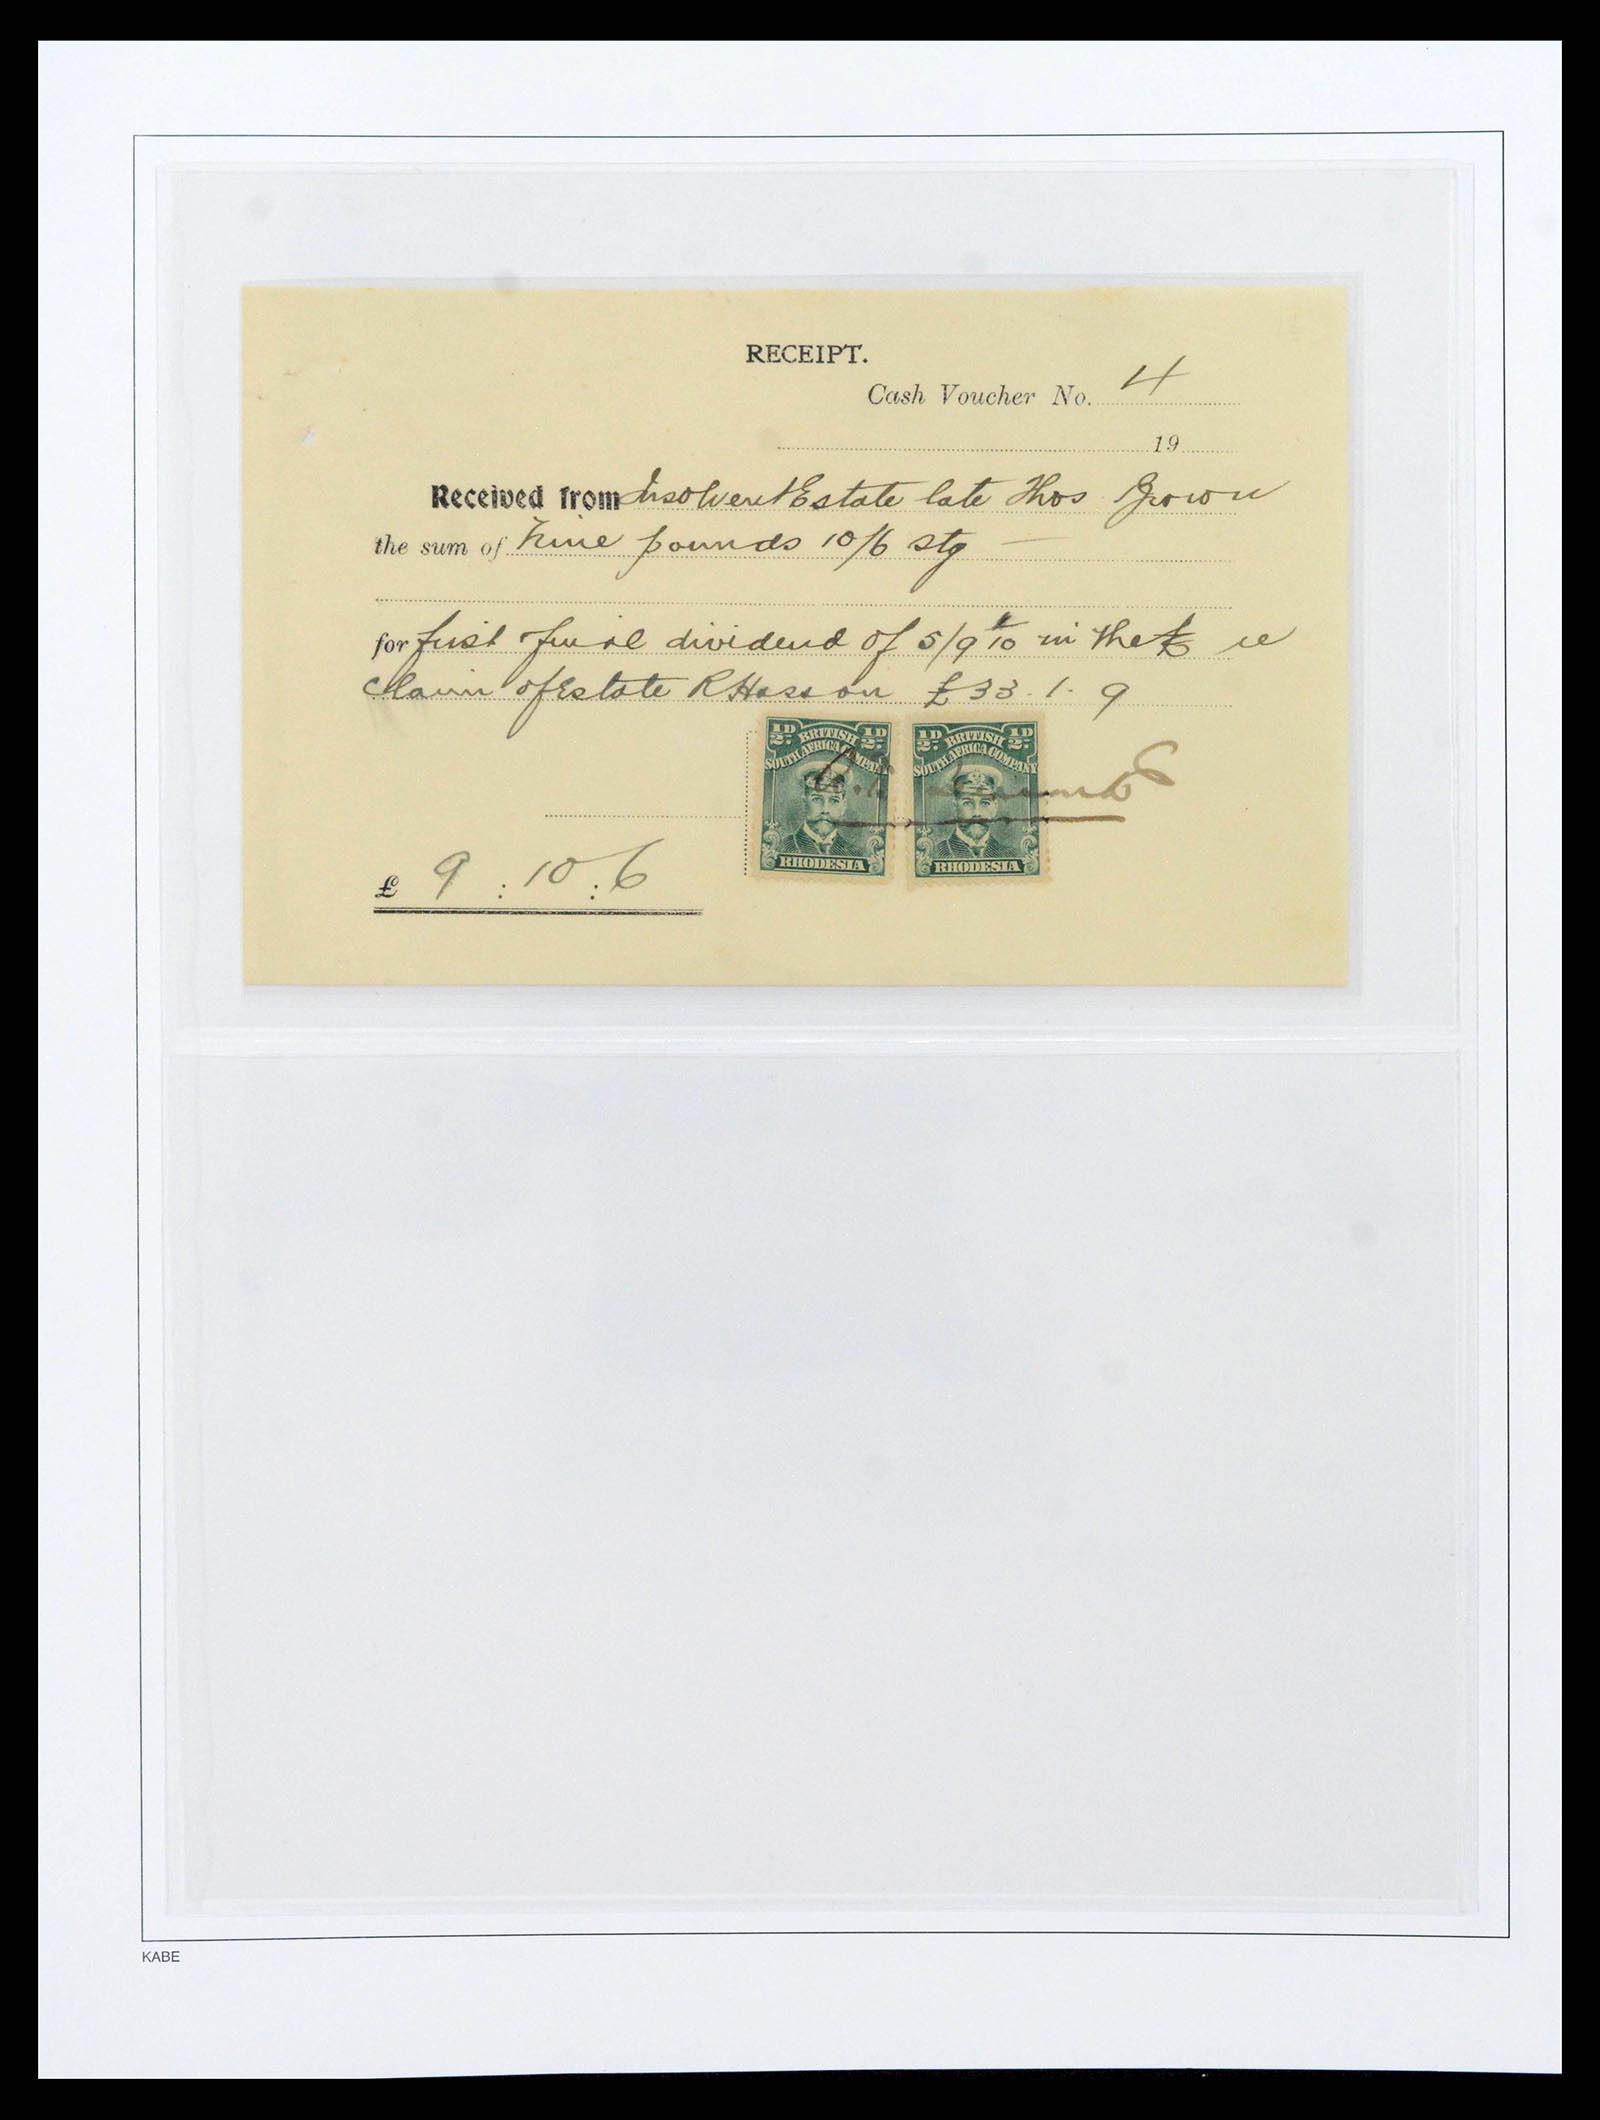 RECEIPT.
Cash Voucher No. 4
19
Received from Insolvent Estate late Thos
the sum of Nine pounds 10/6 stg —
for first & final dividend of 5/9 in the £ re
Claim of Estate R Hasson £33.1.9
½D ½D ½D ½D
BRITISH BRITISH
SOUTH AFRICA COMPANY SOUTH AFRICA COMPANY
RHODESIA RHODESIA
£ 9 : 10 : 6
KABE